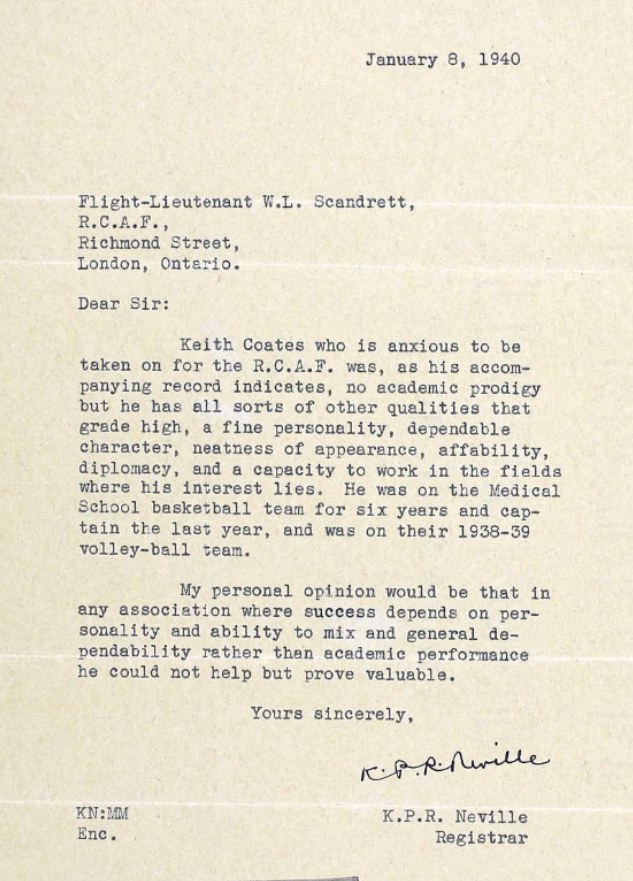 January 8, 1940
Flight-Lieutenant W.L. Scandrett,
R.C.A.F.,
Richmond Street,
London, Ontario.
Dear Sir:
Keith Coates who is anxious to be
taken on for the R.C.A.F. was, as his accom-
panying record indicates, no academic prodigy
but he has all sorts of other qualities that
grade high, a fine personality, dependable
character, neatness of appearance, affability,
diplomacy, and a capacity to work in the fields
where his interest lies. He was on the Medical
School basketball team for six years and cap-
tain the last year, and was on their 1938-39
volley-ball team.
My personal opinion would be that in
any association where success depends on per-
sonality and ability to mix and general de-
pendability rather than academic performance
he could not help but prove valuable.
Yours sincerely,
K.P.R. Neville
KN:MM K.P.R. Neville
Enc. Registrar